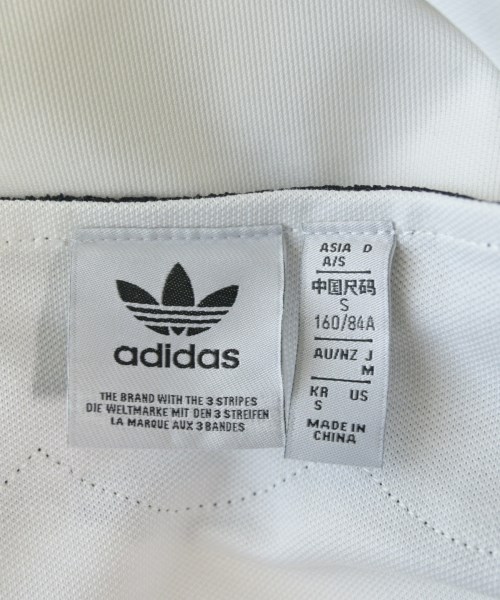 adidas
THE BRAND WITH THE 3 STRIPES
DIE WELTMARKE MIT DEN 3 STREIFEN
LA MARQUE AUX 3 BANDES
ASIA D
A/S
中国尺码
S
160/84A
AU/NZ J
M
KR US
S
MADE IN
CHINA